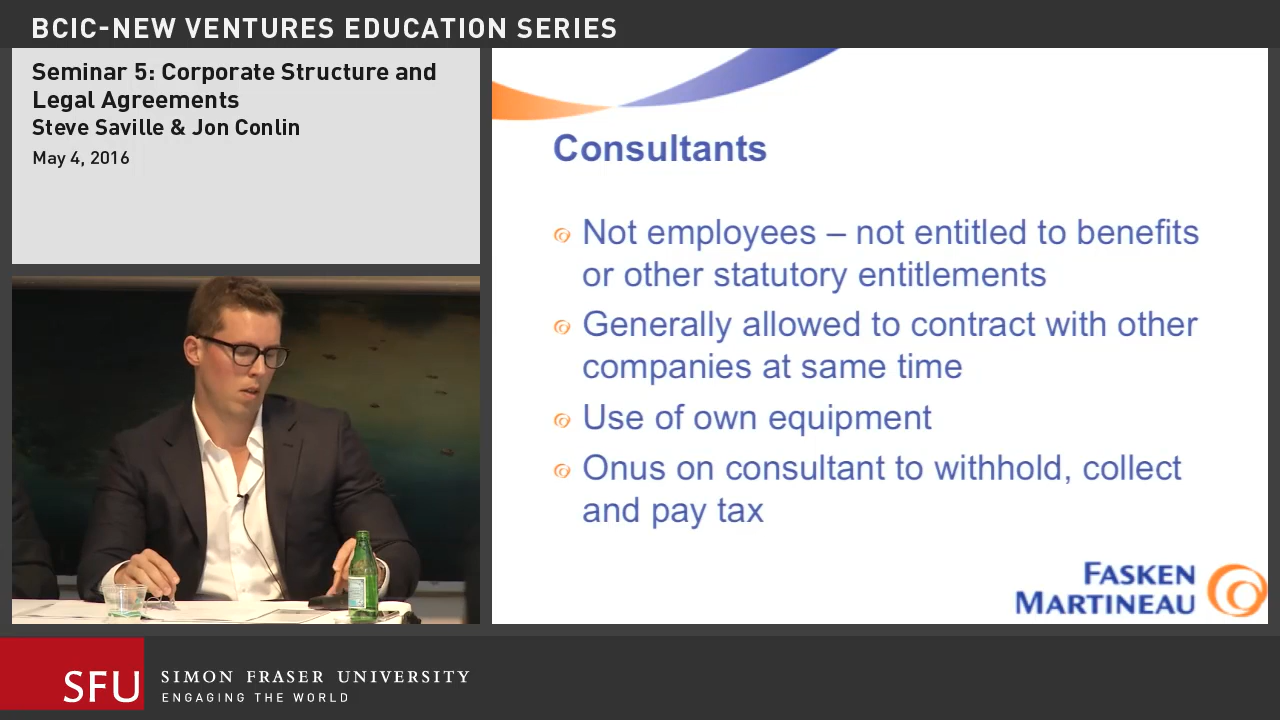 BCIC-NEW VENTURES EDUCATION SERIES
Seminar 5: Corporate Structure and
Legal Agreements
Steve Saville & Jon Conlin
May 4, 2016
Consultants
Not employees – not entitled to benefits
or other statutory entitlements
Generally allowed to contract with other
companies at same time
Use of own equipment
Onus on consultant to withhold, collect
and pay tax
FASKEN
MARTINEAU
SFU
SIMON FRASER UNIVERSITY
ENGAGING THE WORLD